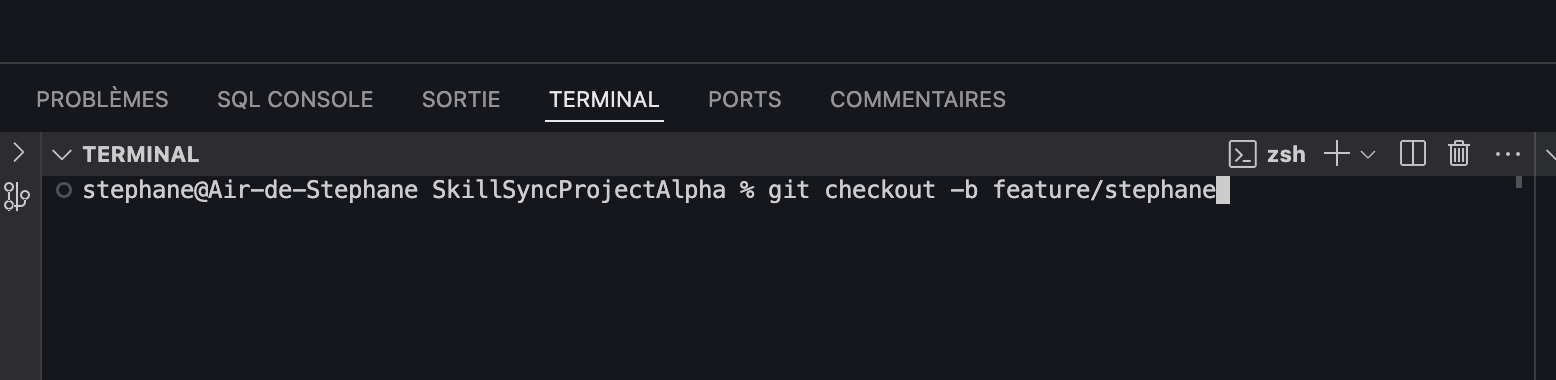 PROBLÈMES SQL CONSOLE SORTIE TERMINAL PORTS COMMENTAIRES
TERMINAL zsh
stephane@Air-de-Stephane SkillSyncProjectAlpha % git checkout -b feature/stephane